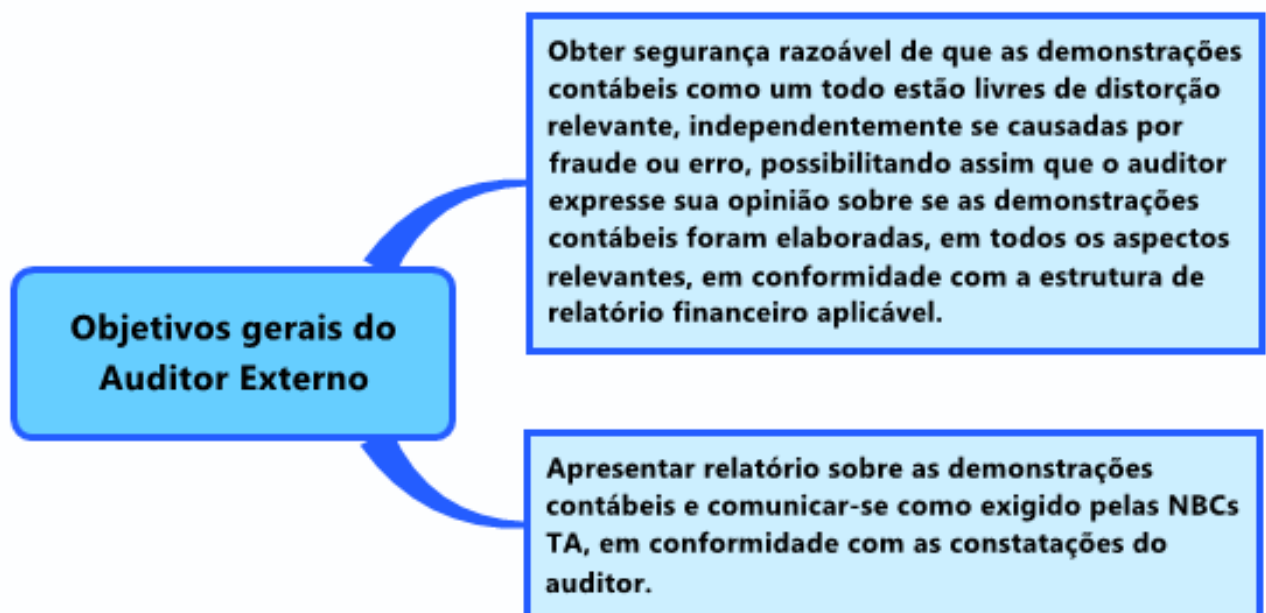 Objetivos gerais do
Auditor Externo
Obter segurança razoável de que as demonstrações
contábeis como um todo estão livres de distorção
relevante, independentemente se causadas por
fraude ou erro, possibilitando assim que o auditor
expresse sua opinião sobre se as demonstrações
contábeis foram elaboradas, em todos os aspectos
relevantes, em conformidade com a estrutura de
relatório financeiro aplicável.
Apresentar relatório sobre as demonstrações
contábeis e comunicar-se como exigido pelas NBCs
TA, em conformidade com as constatações do
auditor.